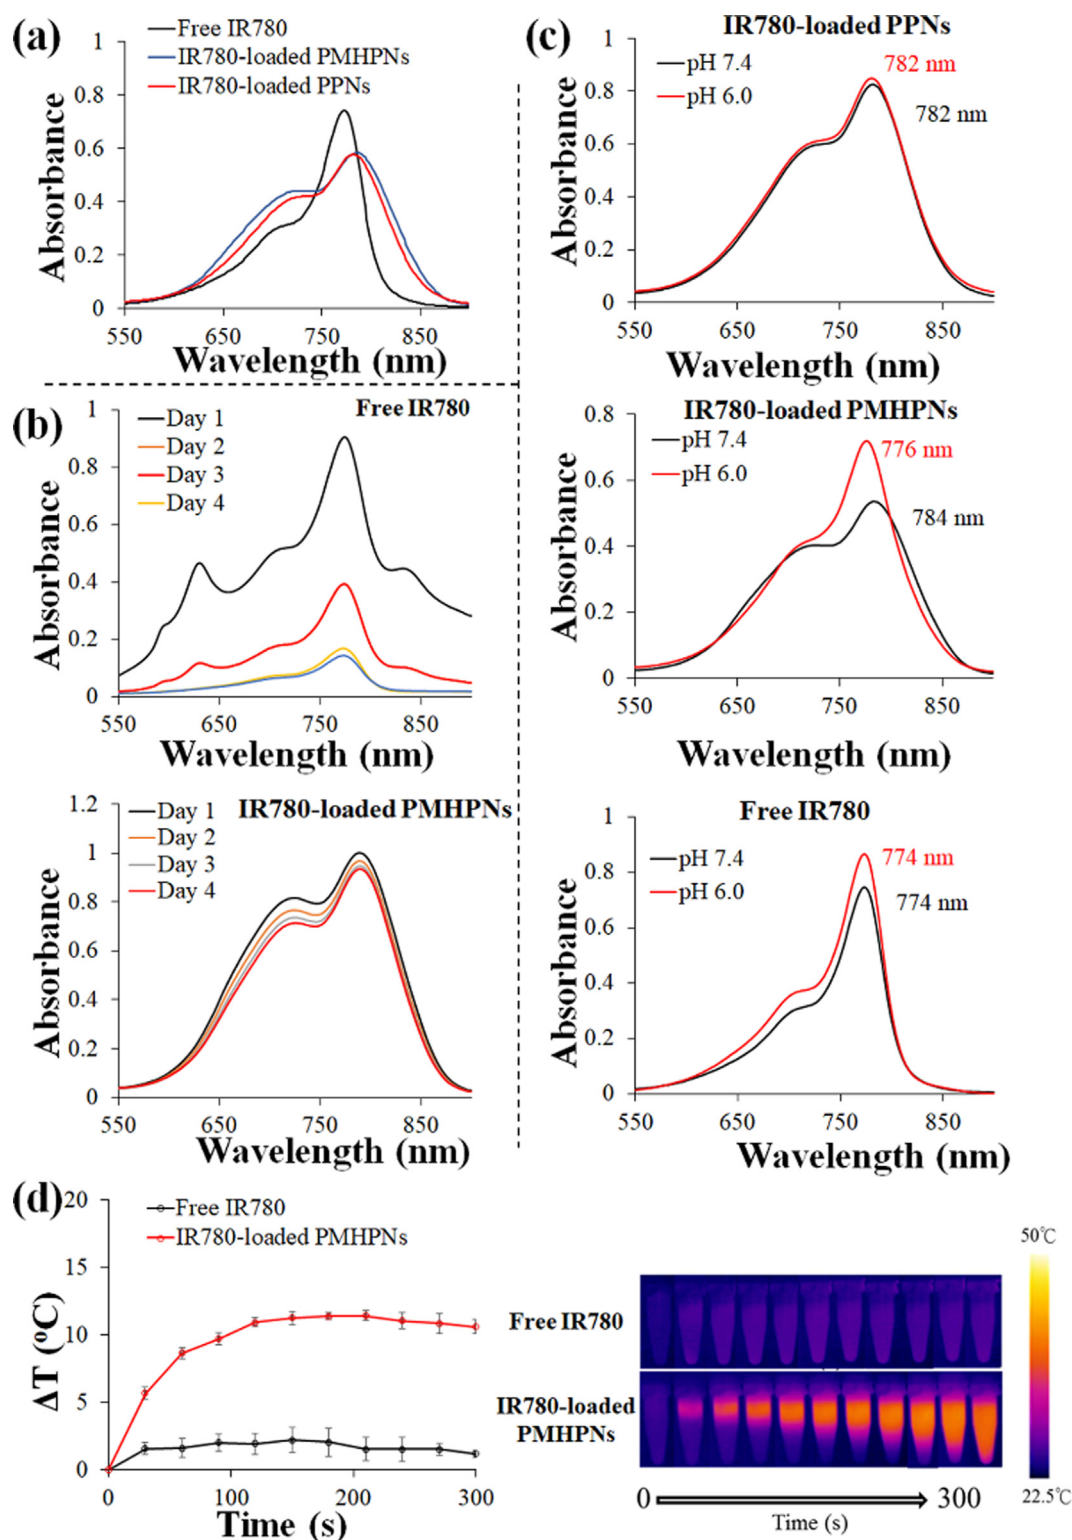 (a)
Free IR780
IR780-loaded PMHPNs
IR780-loaded PPNs
1
0.8
0.6
0.4
0.2
0
Absorbance
550 650 750 850
Wavelength (nm)
(b)
Free IR780
Day 1
Day 2
Day 3
Day 4
1
0.8
0.6
0.4
0.2
0
Absorbance
550 650 750 850
Wavelength (nm)
IR780-loaded PMHPNs
Day 1
Day 2
Day 3
Day 4
1.2
1
0.8
0.6
0.4
0.2
0
Absorbance
550 650 750 850
Wavelength (nm)
(c)
IR780-loaded PPNs
pH 7.4
pH 6.0
782 nm
782 nm
1
0.8
0.6
0.4
0.2
0
Absorbance
550 650 750 850
Wavelength (nm)
IR780-loaded PMHPNs
pH 7.4
pH 6.0
776 nm
784 nm
0.8
0.6
0.4
0.2
0
Absorbance
550 650 750 850
Wavelength (nm)
Free IR780
pH 7.4
pH 6.0
774 nm
774 nm
1
0.8
0.6
0.4
0.2
0
Absorbance
550 650 750 850
Wavelength (nm)
(d)
Free IR780
IR780-loaded PMHPNs
20
15
10
5
0
ΔT (°C)
0 100 200 300
Time (s)
Free IR780
IR780-loaded
PMHPNs
50℃
22.5℃
0 300
Time (s)